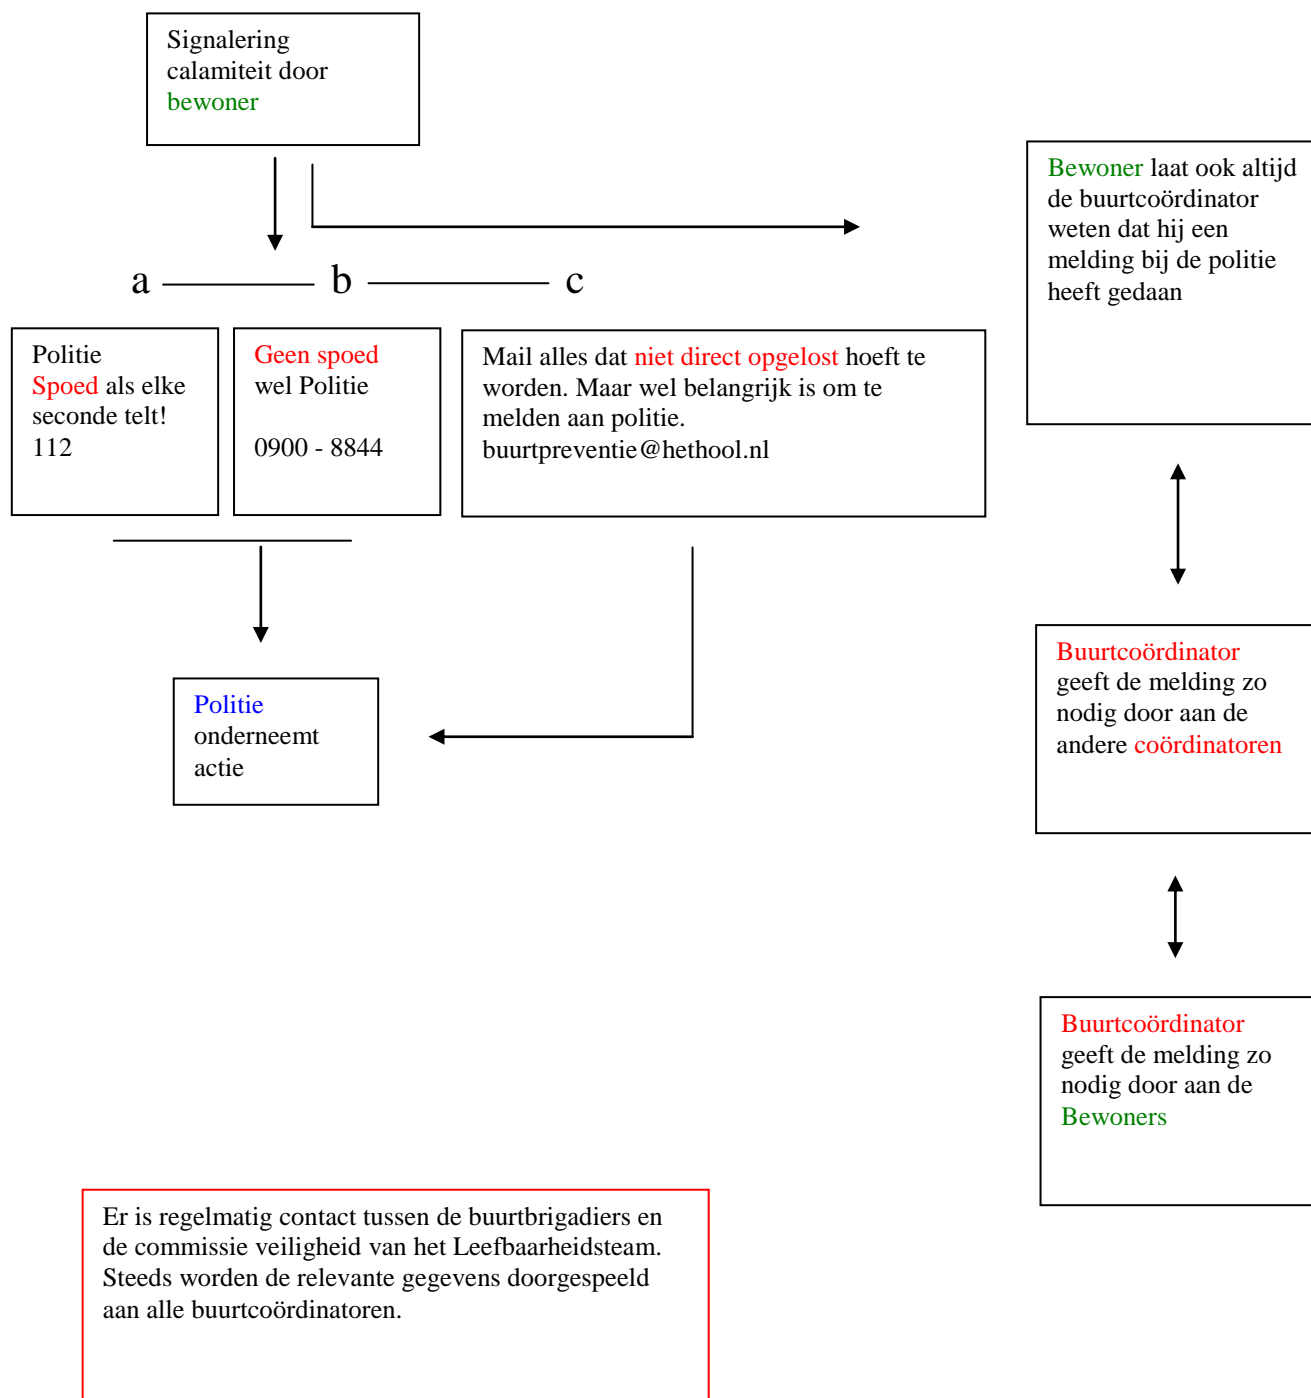 Signalering
calamiteit door
bewoner
Bewoner laat ook altijd
de buurtcoördinator
weten dat hij een
melding bij de politie
heeft gedaan
a
b
c
Politie
Spoed als elke
seconde telt!
112
Geen spoed
wel Politie
0900 - 8844
Mail alles dat niet direct opgelost hoeft te
worden. Maar wel belangrijk is om te
melden aan politie.
buurtpreventie@hethool.nl
Politie
onderneemt
actie
Buurtcoördinator
geeft de melding zo
nodig door aan de
andere coördinatoren
Buurtcoördinator
geeft de melding zo
nodig door aan de
Bewoners
Er is regelmatig contact tussen de buurtbrigadiers en
de commissie veiligheid van het Leefbaarheidsteam.
Steeds worden de relevante gegevens doorgespeeld
aan alle buurtcoördinatoren.